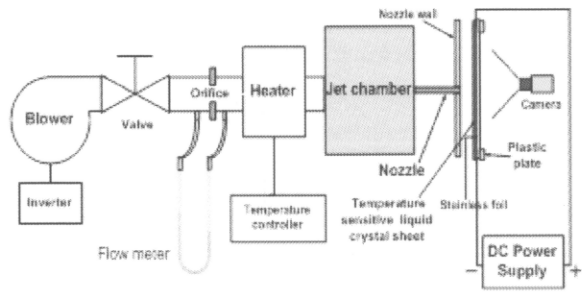 Nozzle wall
Orifice
Heater
Jet chamber
Camera
Blower
Valve
Nozzle
Plastic
plate
Inverter
Temperature
controller
Temperature
sensitive liquid
crystal sheet
Stainless foil
Flow meter
DC Power
Supply
− +